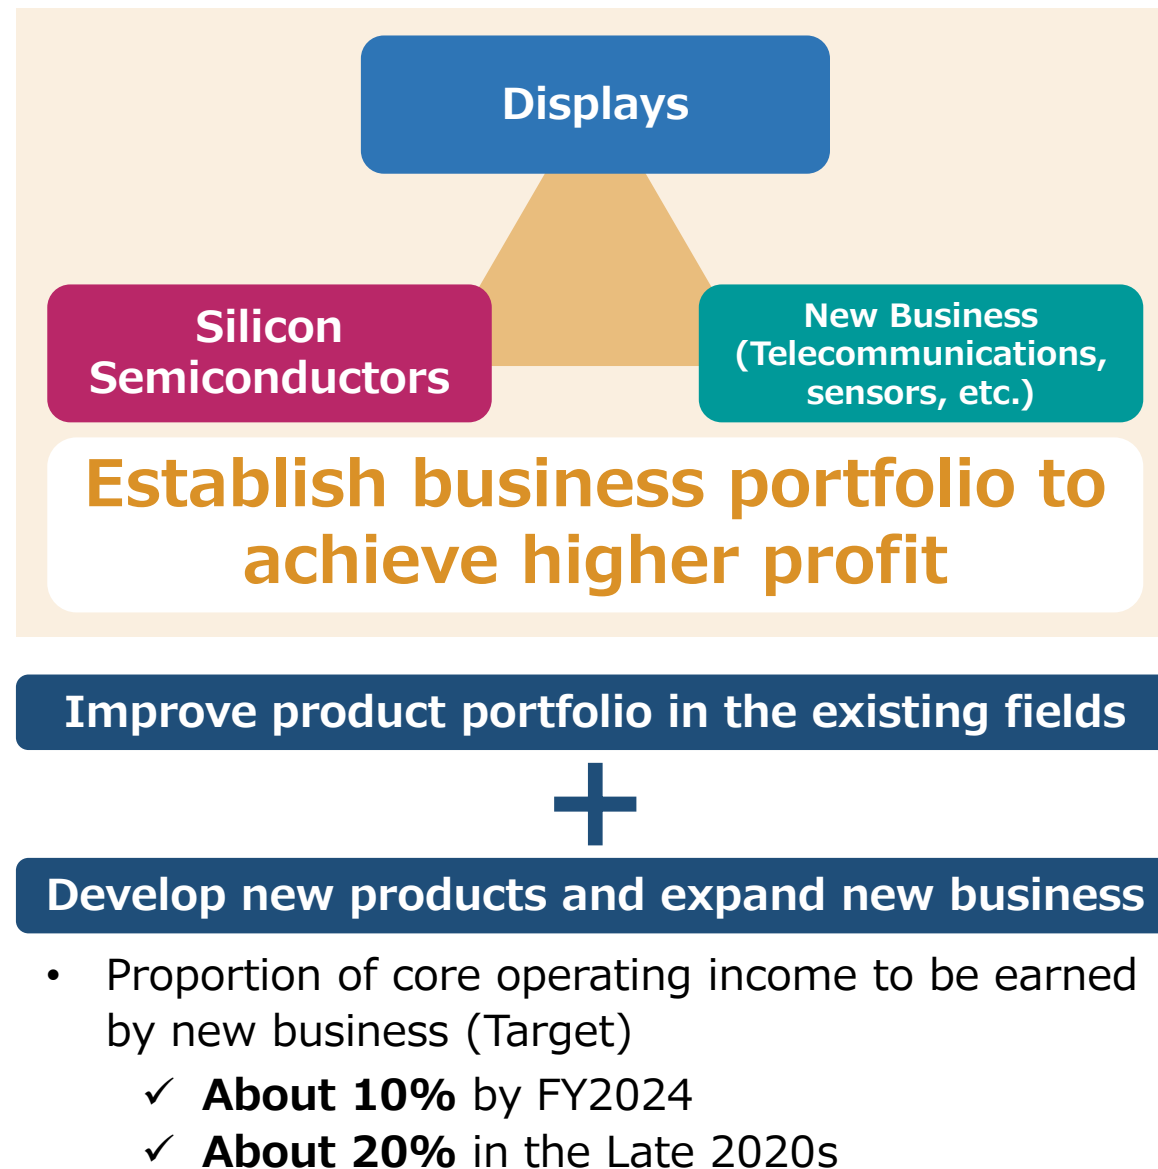 Displays
Silicon
Semiconductors
New Business
(Telecommunications,
sensors, etc.)
Establish business portfolio to
achieve higher profit
Improve product portfolio in the existing fields
+
Develop new products and expand new business
• Proportion of core operating income to be earned
by new business (Target)
✓ About 10% by FY2024
✓ About 20% in the Late 2020s